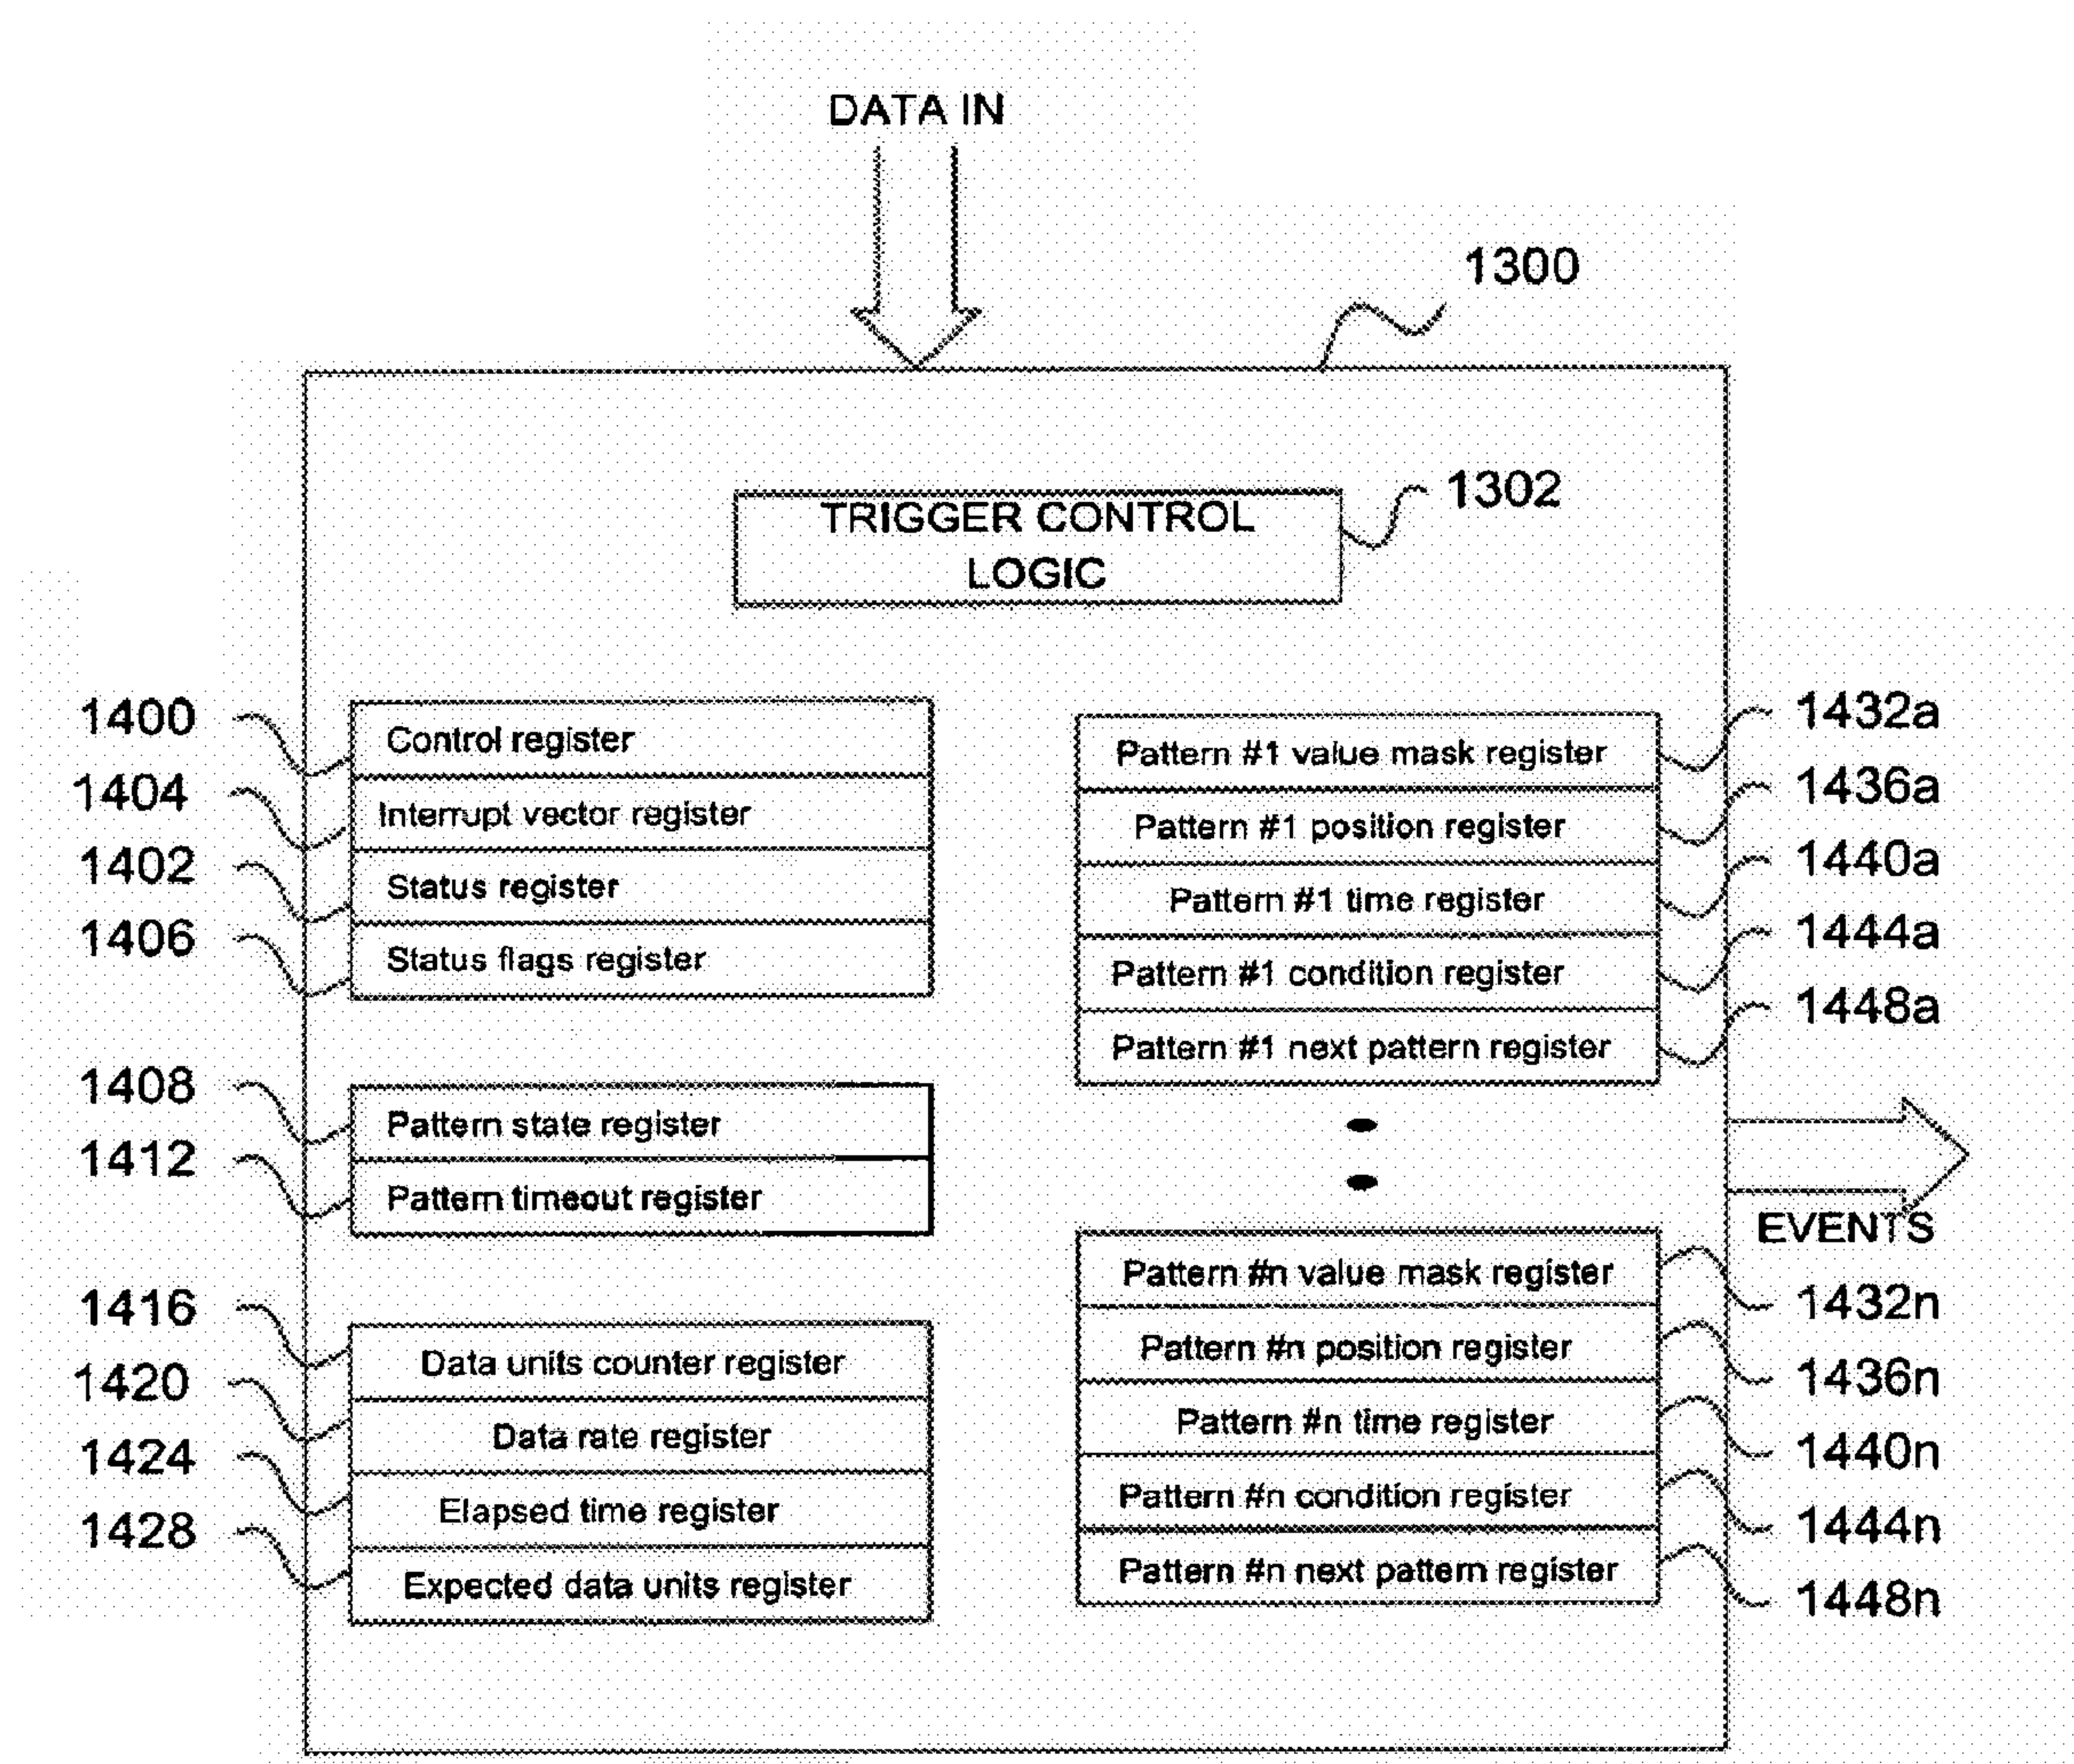 DATA IN
1300
TRIGGER CONTROL
LOGIC
1302
1400
Control register
1404
Interrupt vector register
1402
Status register
1406
Status flags register
1408
Pattern state register
1412
Pattern timeout register
1416
Data units counter register
1420
Data rate register
1424
Elapsed time register
1428
Expected data units register
Pattern #1 value mask register
1432a
Pattern #1 position register
1436a
Pattern #1 time register
1440a
Pattern #1 condition register
1444a
Pattern #1 next pattern register
1448a
EVENTS
Pattern #n value mask register
1432n
Pattern #n position register
1436n
Pattern #n time register
1440n
Pattern #n condition register
1444n
Pattern #n next pattern register
1448n